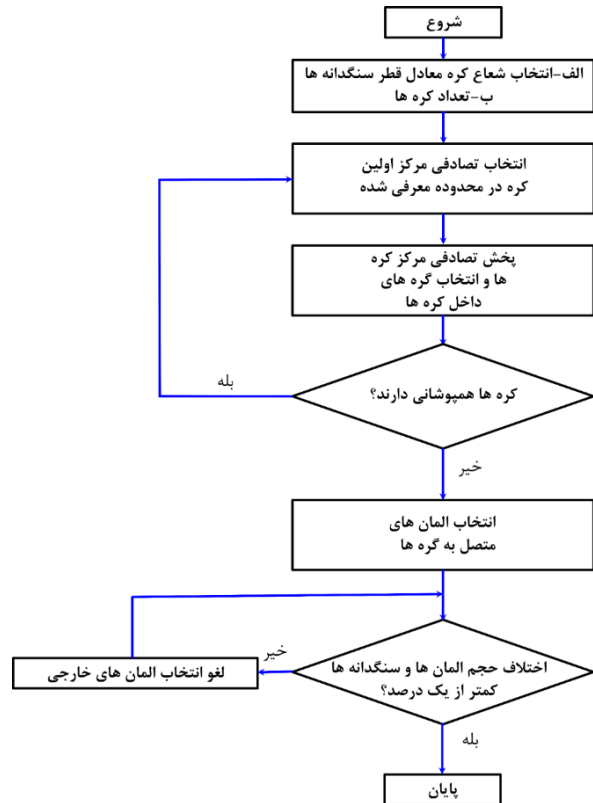 شروع
الف-انتخاب شعاع کره معادل قطر سنگدانه ها
ب-تعداد کره ها
انتخاب تصادفی مرکز اولین
کره در محدوده معرفی شده
پخش تصادفی مرکز کره
ها و انتخاب گره های
داخل کره ها
کره ها همپوشانی دارند؟
بله
خیر
انتخاب المان های
متصل به گره ها
اختلاف حجم المان ها و سنگدانه ها
کمتر از یک درصد؟
خیر
لغو انتخاب المان های خارجی
بله
پایان